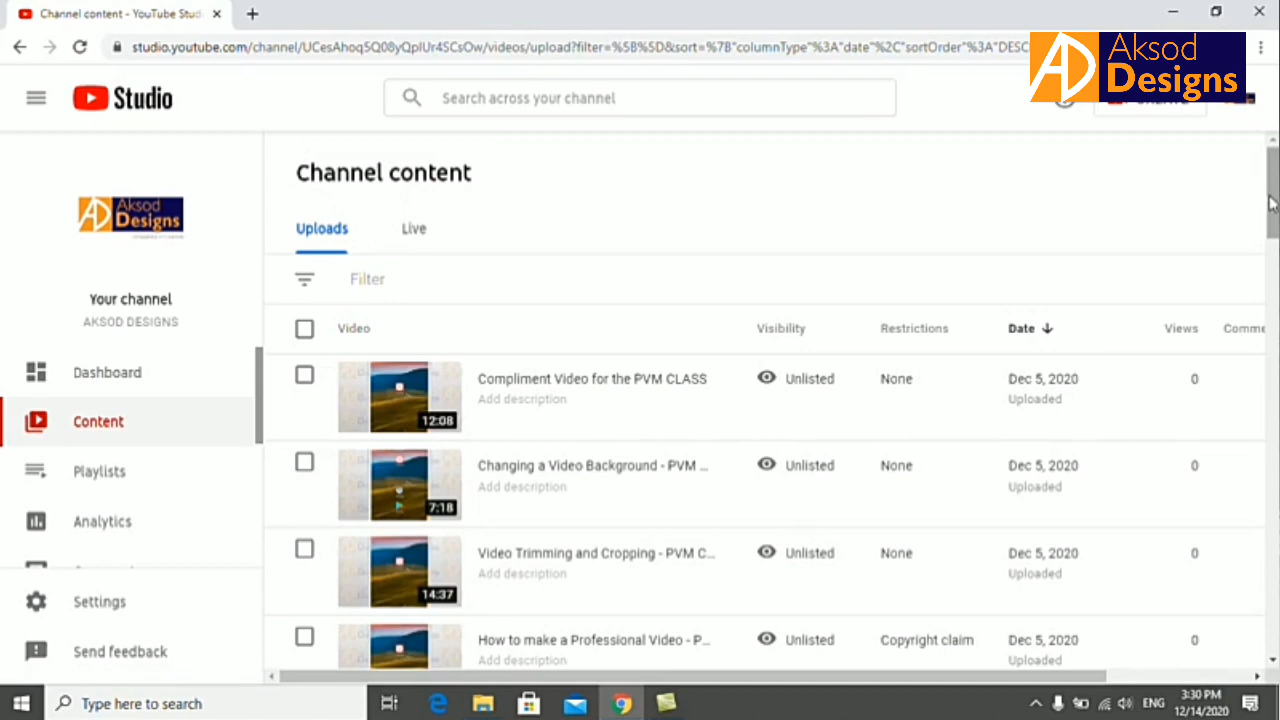 Channel content - YouTube Stud
studio.youtube.com/channel/UCesAhoq5Q08yQpIUr4SCsOw/videos/upload?filter=%5B%5D&sort=%7B"columnType"%3A"date"%2C"sortOrder"%3A"DESC
Aksod
Designs
Studio
Search across your channel
Aksod
Designs
Your channel
AKSOD DESIGNS
Dashboard
Content
Playlists
Analytics
Settings
Send feedback
Channel content
Uploads Live
Filter
Video Visibility Restrictions Date Views Comme
Compliment Video for the PVM CLASS Unlisted None Dec 5, 2020 0
12:08 Add description Uploaded
Changing a Video Background - PVM ... Unlisted None Dec 5, 2020 0
7:18 Add description Uploaded
Video Trimming and Cropping - PVM C... Unlisted None Dec 5, 2020 0
14:37 Add description Uploaded
How to make a Professional Video - P... Unlisted Copyright claim Dec 5, 2020 0
Add description Uploaded
Type here to search
ENG
3:30 PM
12/14/2020